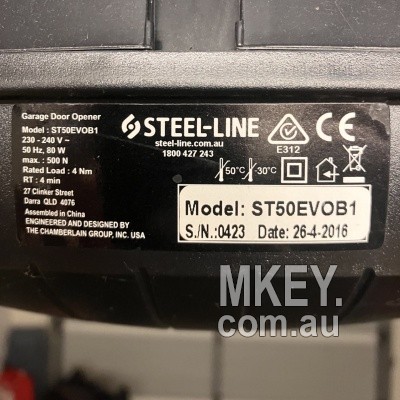 Garage Door Opener
Model : ST50EVOB1
230 - 240 V ~
50 Hz, 80 W
max. : 500 N
Rated Load : 4 Nm
RT : 4 min
27 Clinker Street
Darra QLD 4076
Assembled in China
ENGINEERED AND DESIGNED BY
THE CHAMBERLAIN GROUP, INC. USA
STEEL-LINE
steel-line.com.au
1800 427 243
E312
CE
50°C
-30°C
Model: ST50EVOB1
S./N.:0423 Date: 26-4-2016
MKEY.
com.au